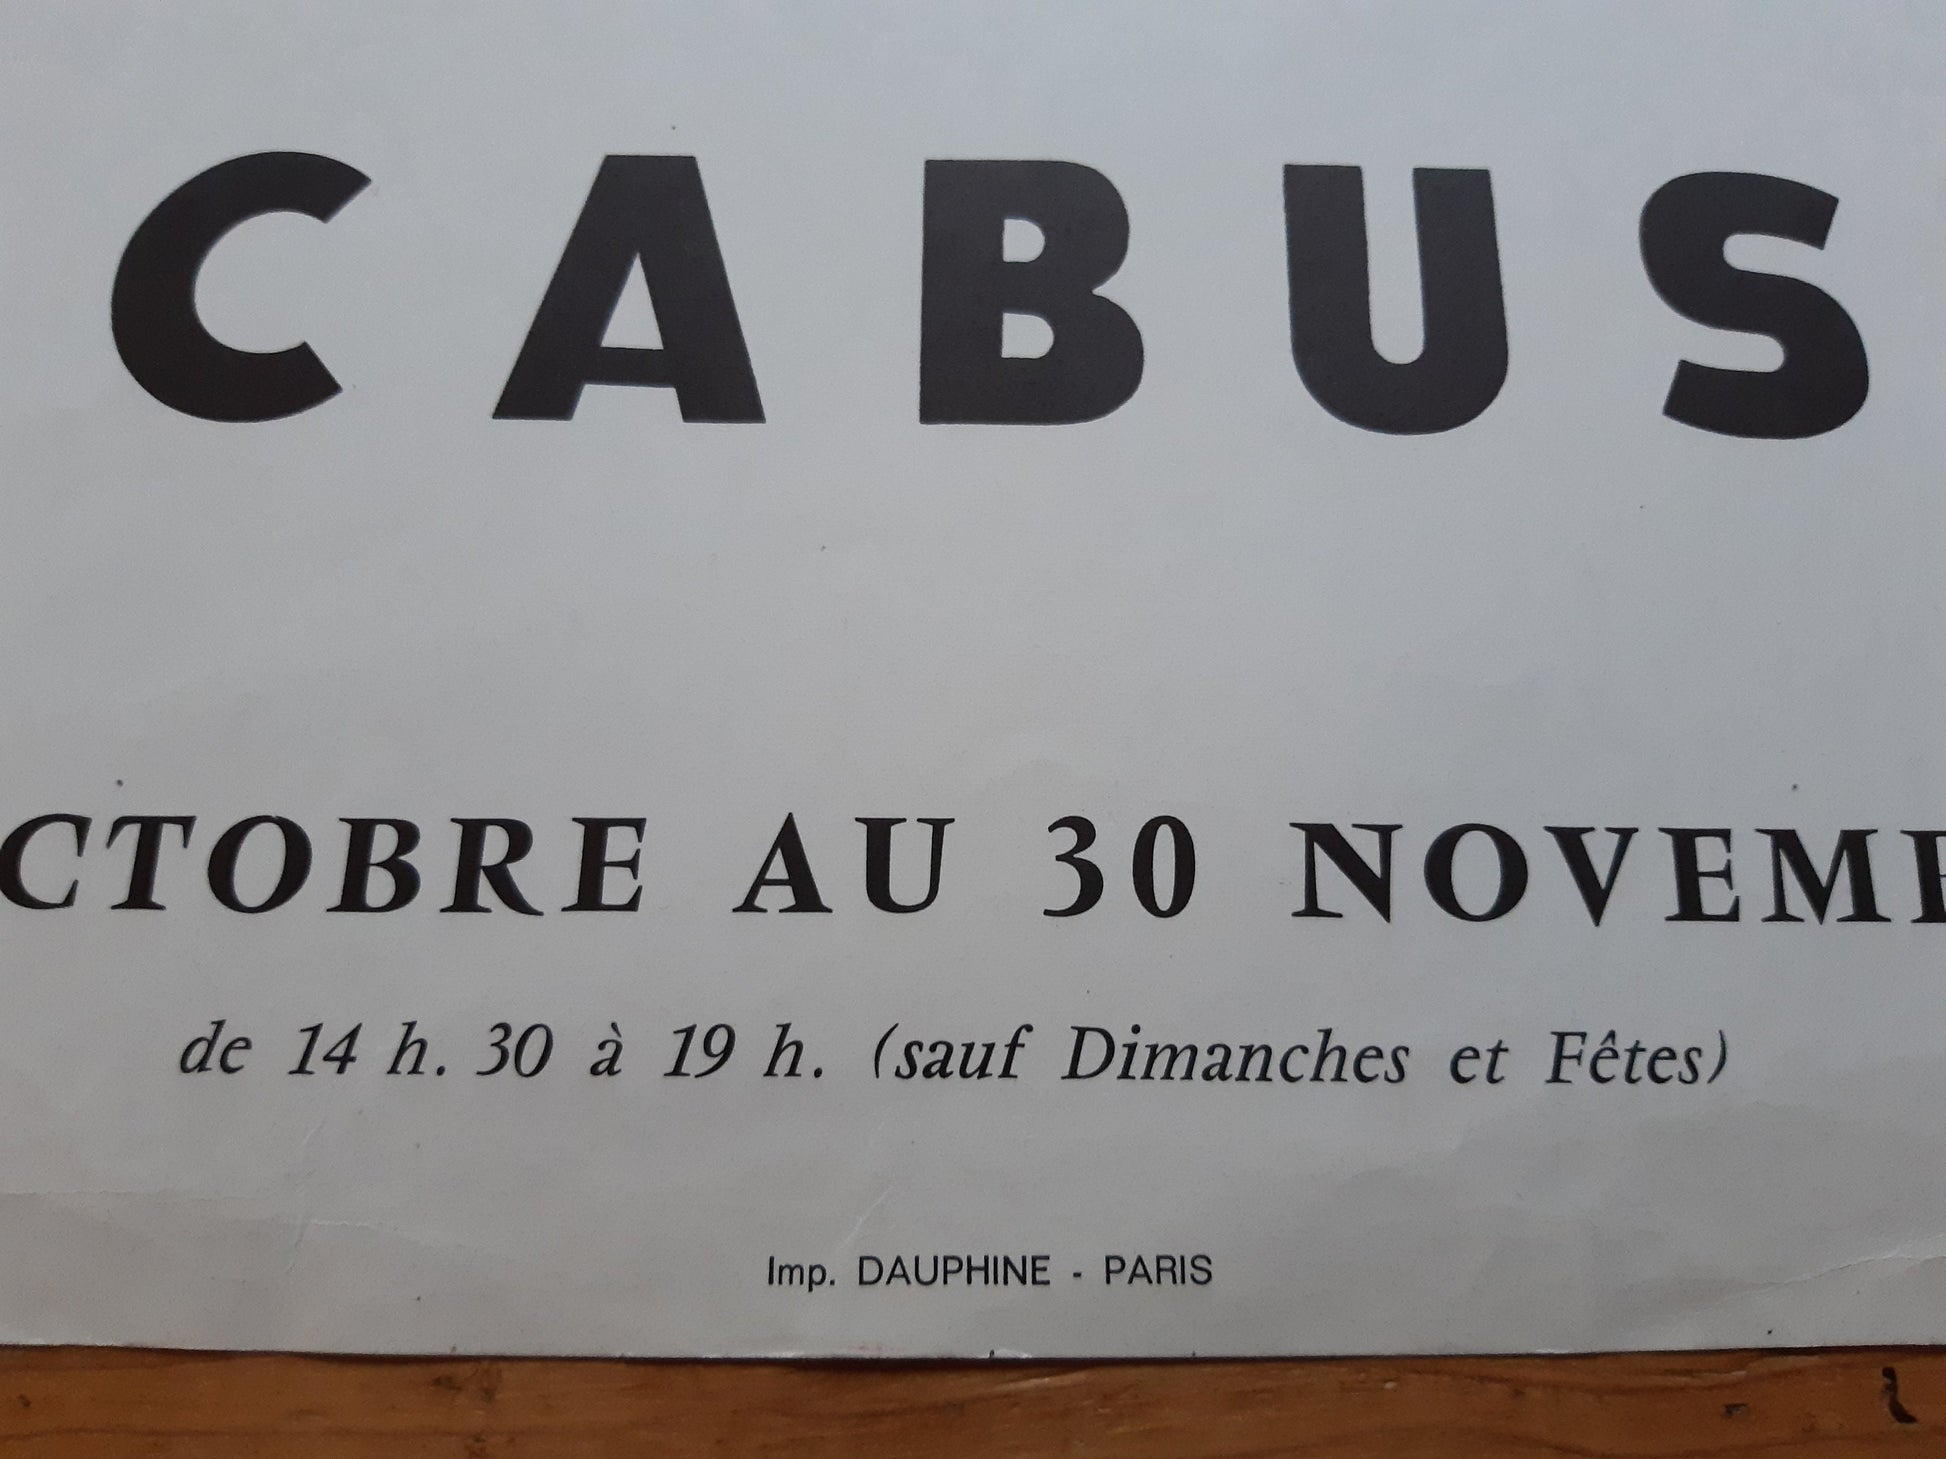 CABUS
CTOBRE AU 30 NOVEM
de 14 h. 30 à 19 h. (sauf Dimanches et Fêtes)
Imp. DAUPHINE - PARIS